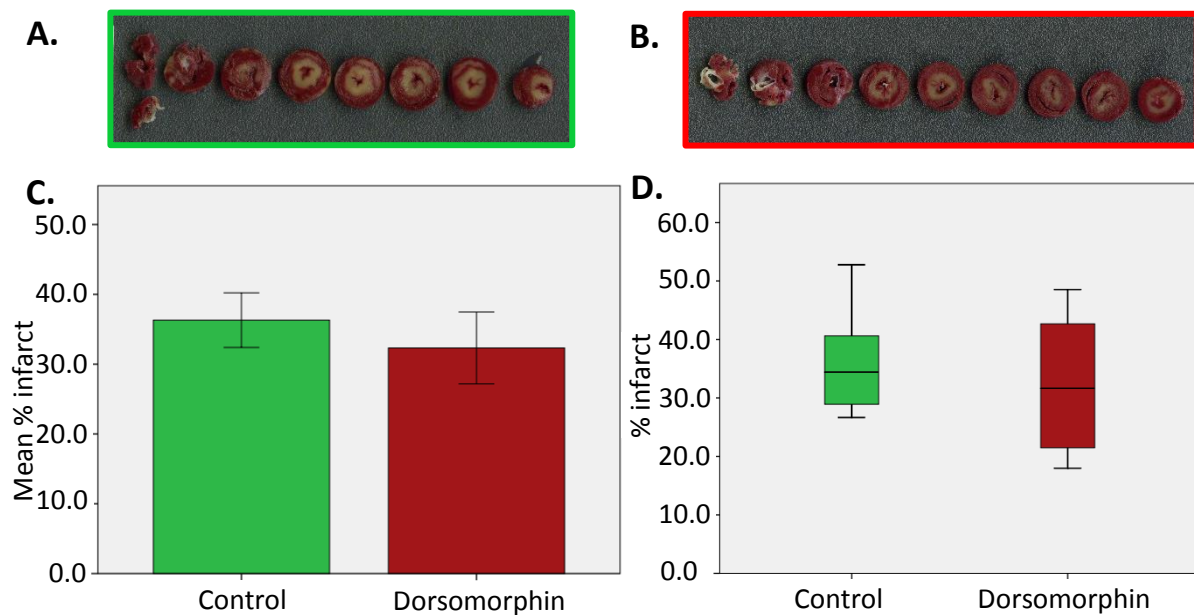 A.
B.
C.
50.0
40.0
30.0
20.0
10.0
0.0
Mean % infarct
Control
Dorsomorphin
D.
60.0
50.0
40.0
30.0
20.0
10.0
0.0
% infarct
Control
Dorsomorphin